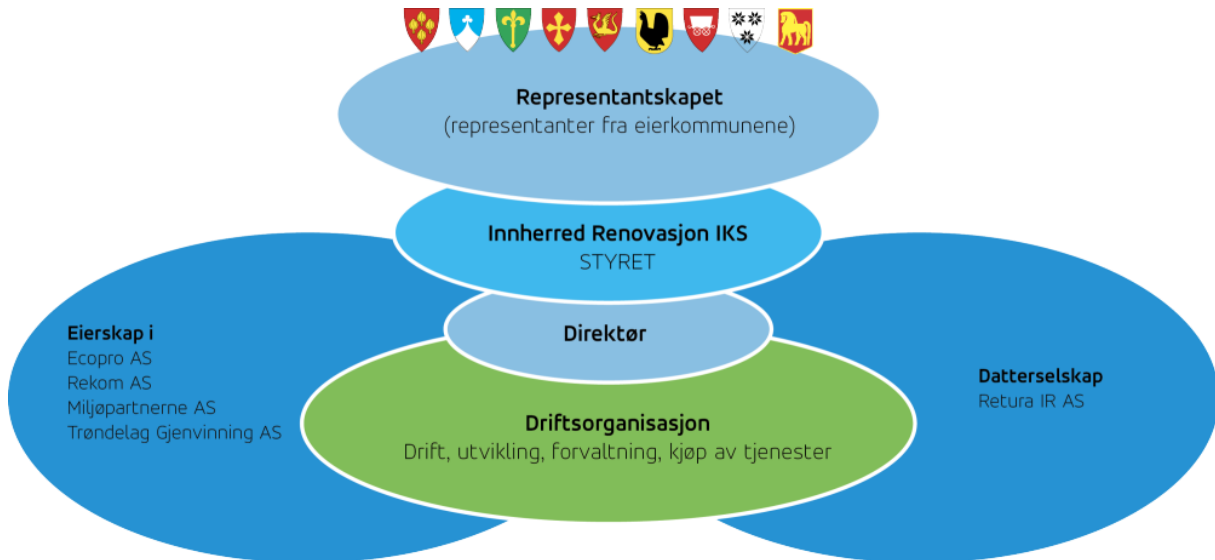 Representantskapet
(representanter fra eierkommunene)
Innherred Renovasjon IKS
STYRET
Direktør
Eierskap i
Ecopro AS
Rekom AS
Miljøpartnerne AS
Trøndelag Gjenvinning AS
Driftsorganisasjon
Drift, utvikling, forvaltning, kjøp av tjenester
Datterselskap
Retura IR AS